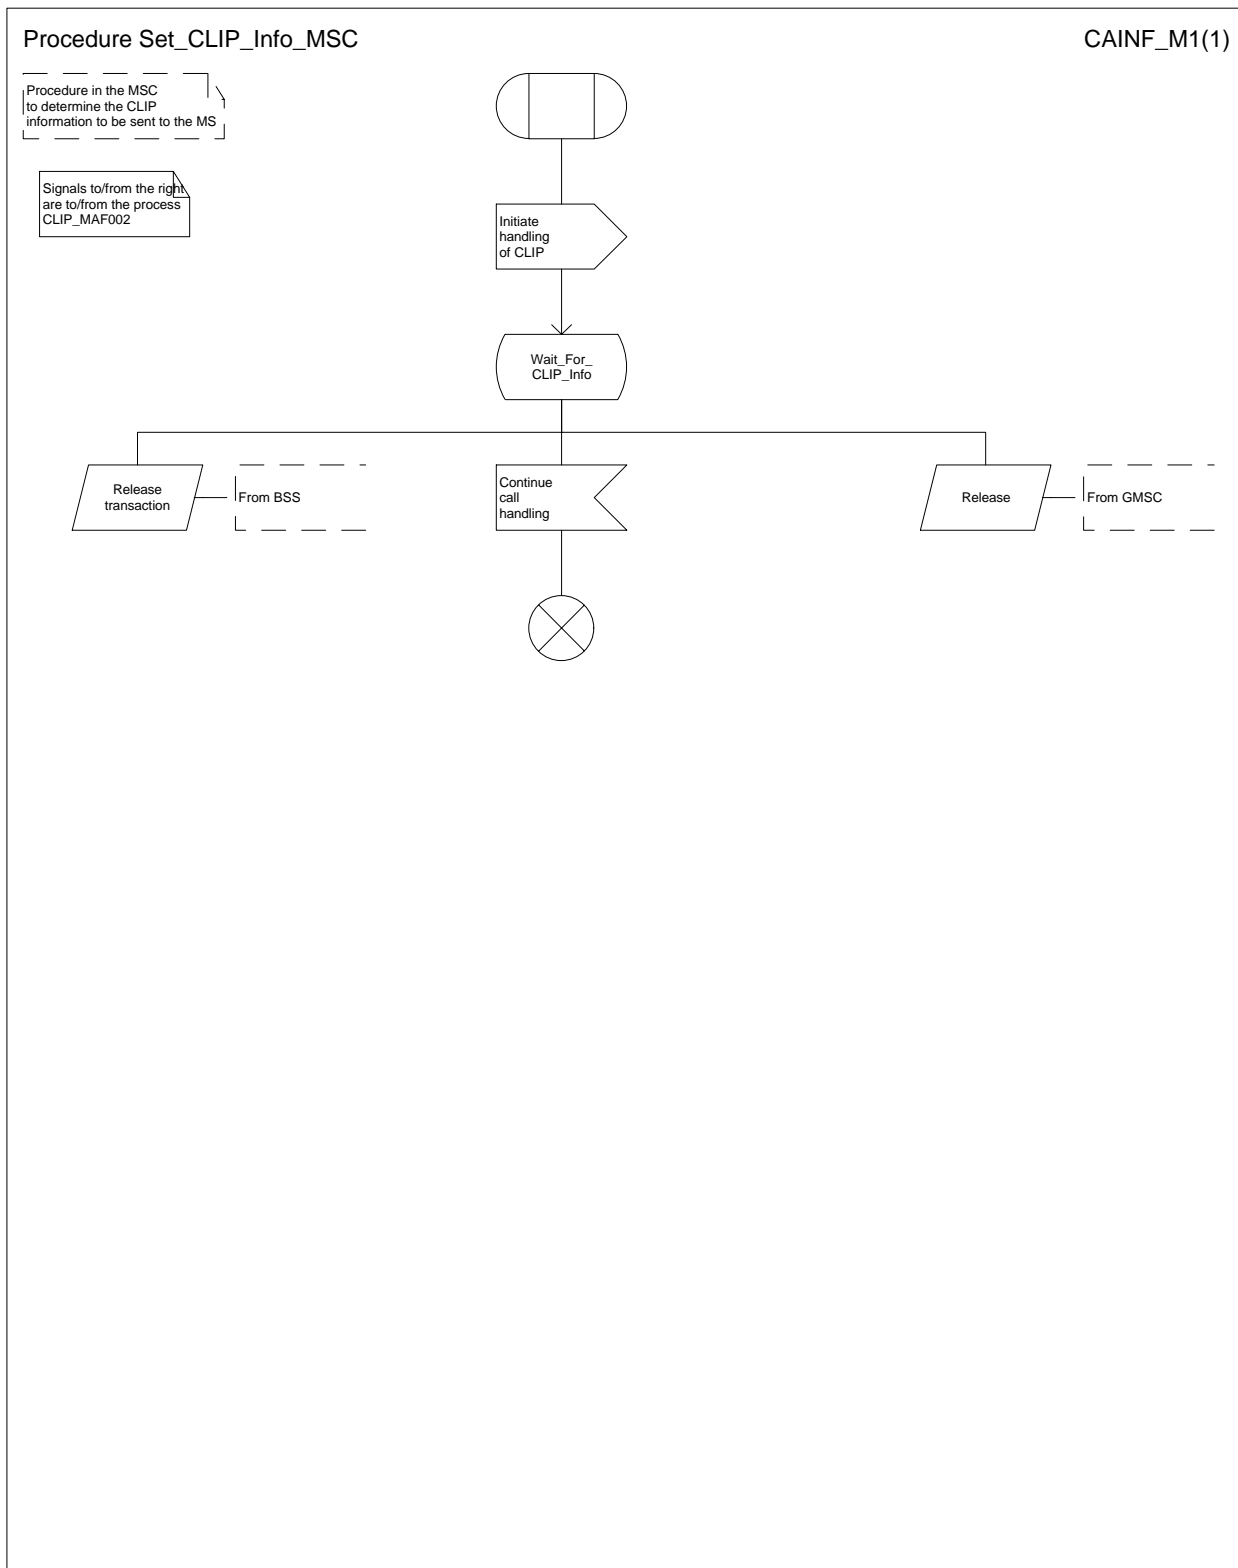 Procedure Set_CLIP_Info_MSC
CAINF_M1(1)
Procedure in the MSC
to determine the CLIP
information to be sent to the MS
Signals to/from the right
are to/from the process
CLIP_MAF002
Initiate
handling
of CLIP
Wait_For_
CLIP_Info
Release
transaction
From BSS
Continue
call
handling
Release
From GMSC